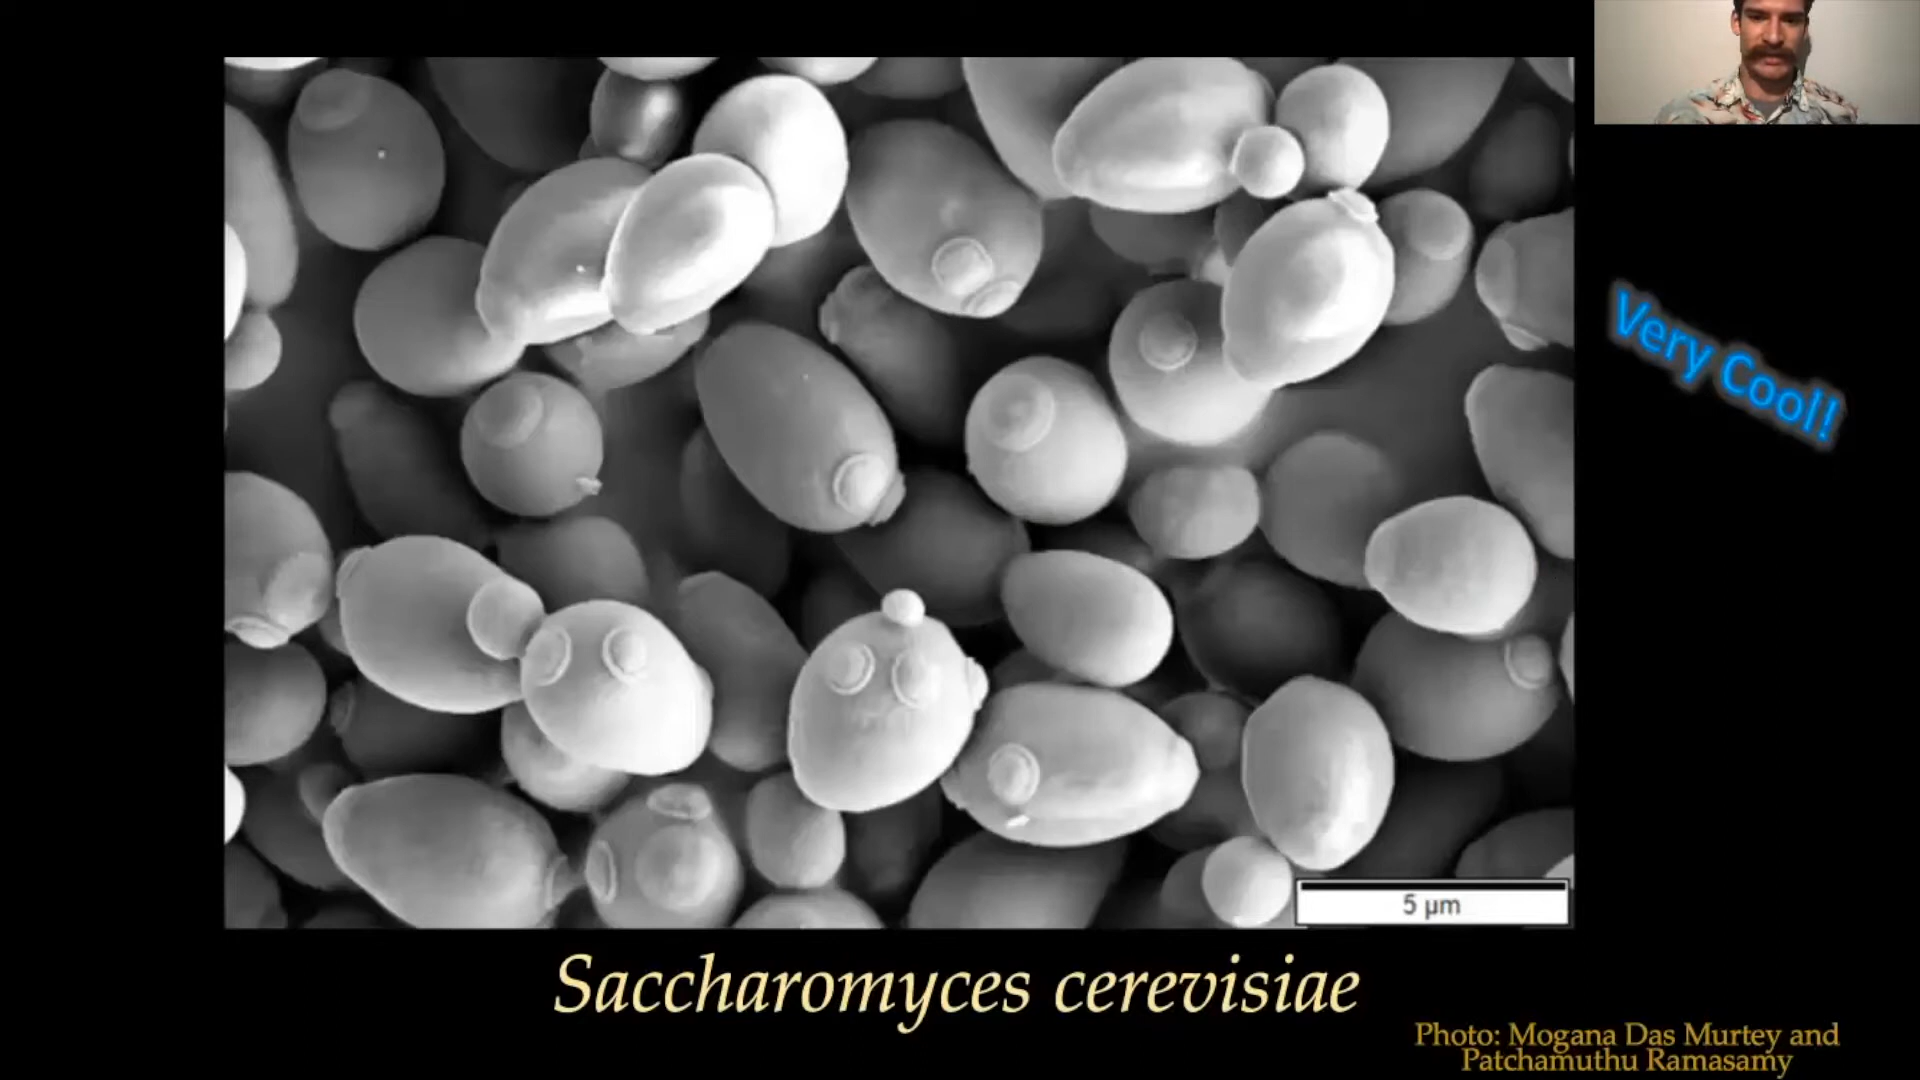 Very Cool!
5 µm
Saccharomyces cerevisiae
Photo: Mogana Das Murtey and
Patchamuthu Ramasamy